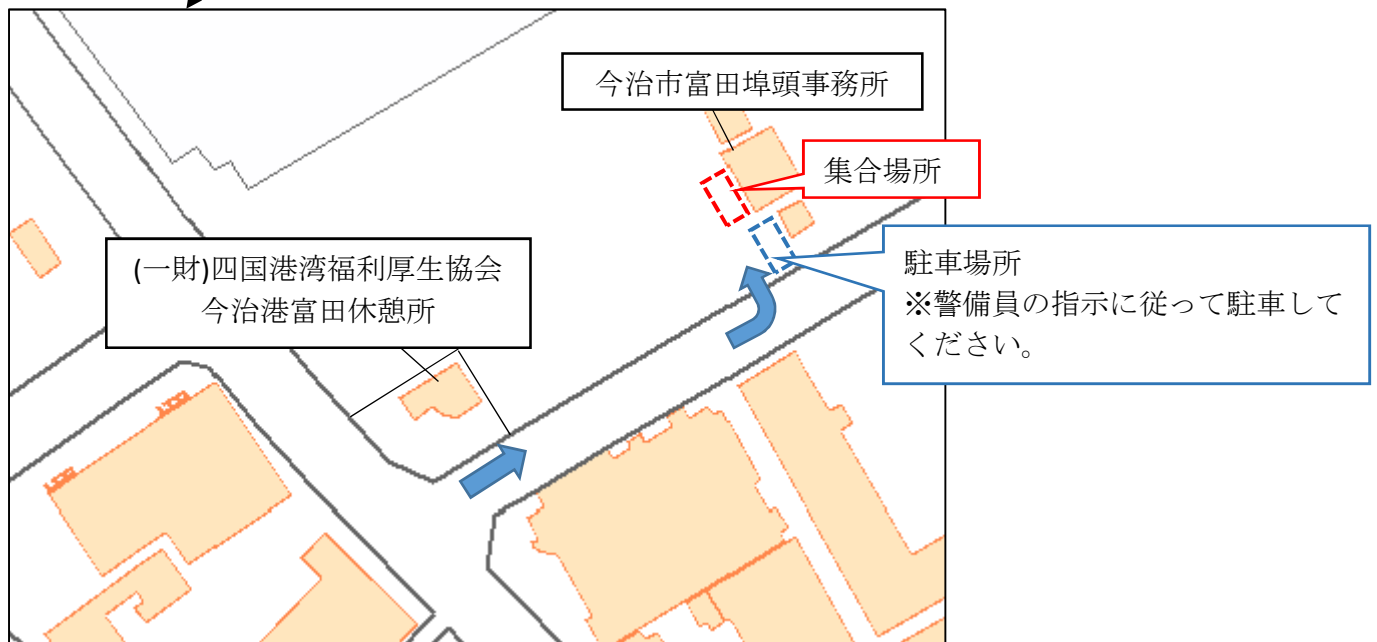 今治市富田埠頭事務所
集合場所
(一財)四国港湾福利厚生協会
今治港富田休憩所
駐車場所
※警備員の指示に従って駐車して
ください。